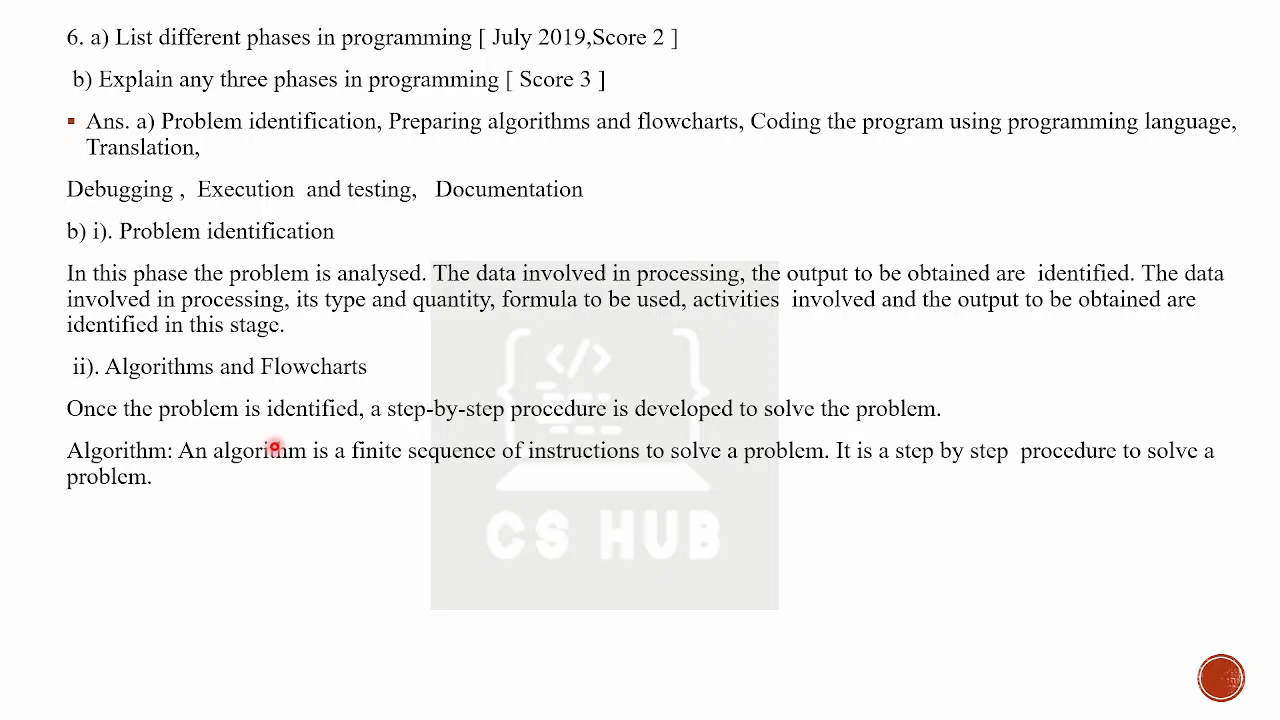 6. a) List different phases in programming [ July 2019,Score 2 ]
b) Explain any three phases in programming [ Score 3 ]
Ans. a) Problem identification, Preparing algorithms and flowcharts, Coding the program using programming language,
Translation,
Debugging , Execution and testing, Documentation
b) i). Problem identification
In this phase the problem is analysed. The data involved in processing, the output to be obtained are identified. The data
involved in processing, its type and quantity, formula to be used, activities involved and the output to be obtained are
identified in this stage.
ii). Algorithms and Flowcharts
Once the problem is identified, a step-by-step procedure is developed to solve the problem.
Algorithm: An algorithm is a finite sequence of instructions to solve a problem. It is a step by step procedure to solve a
problem.
{ </> }
CS HUB